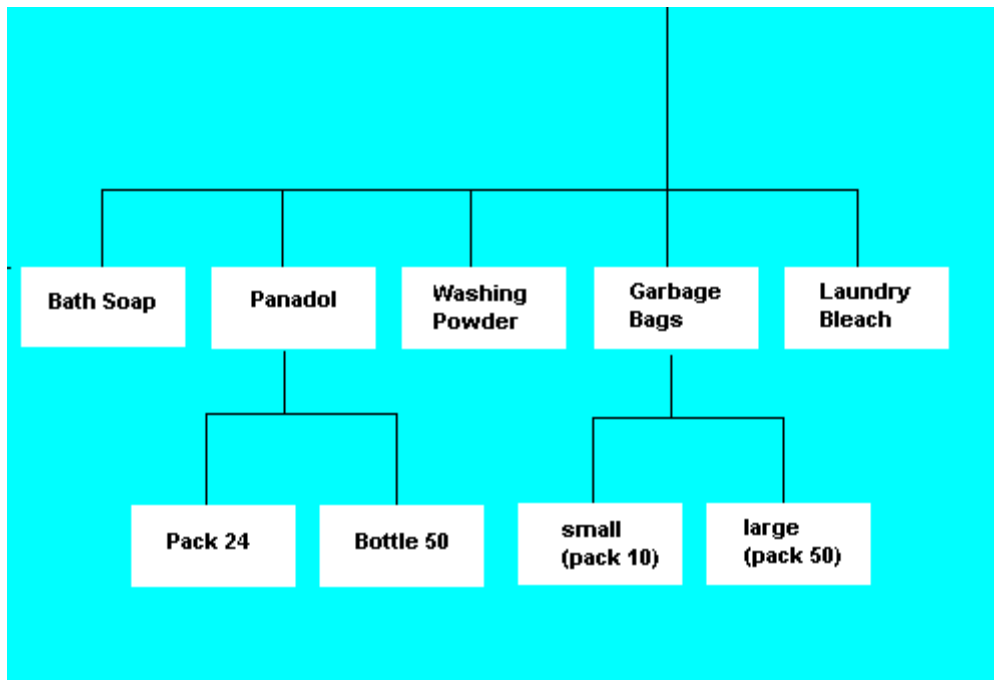 Bath Soap
Panadol
Washing
Powder
Garbage
Bags
Laundry
Bleach
Pack 24
Bottle 50
small
(pack 10)
large
(pack 50)